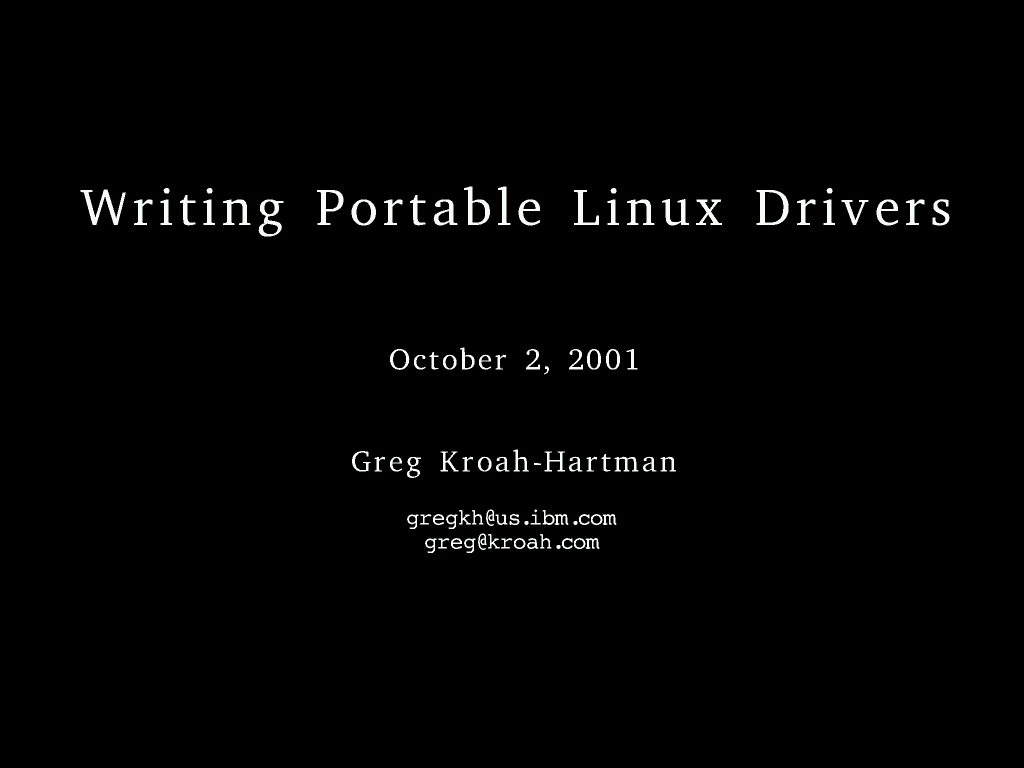 Writing Portable Linux Drivers
October 2, 2001
Greg Kroah-Hartman
gregkh@us.ibm.com
greg@kroah.com